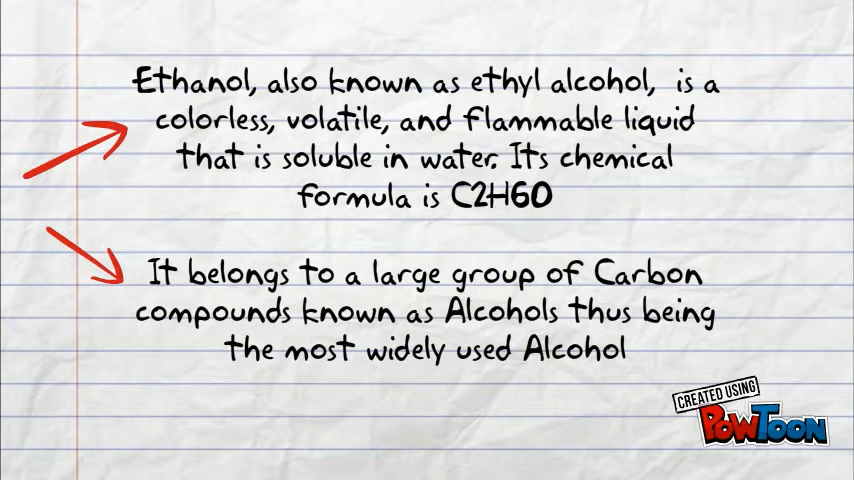 Ethanol, also known as ethyl alcohol, is a
colorless, volatile, and flammable liquid
that is soluble in water. Its chemical
formula is C2H6O
It belongs to a large group of Carbon
compounds known as Alcohols thus being
the most widely used Alcohol
CREATED USING
POWTOON